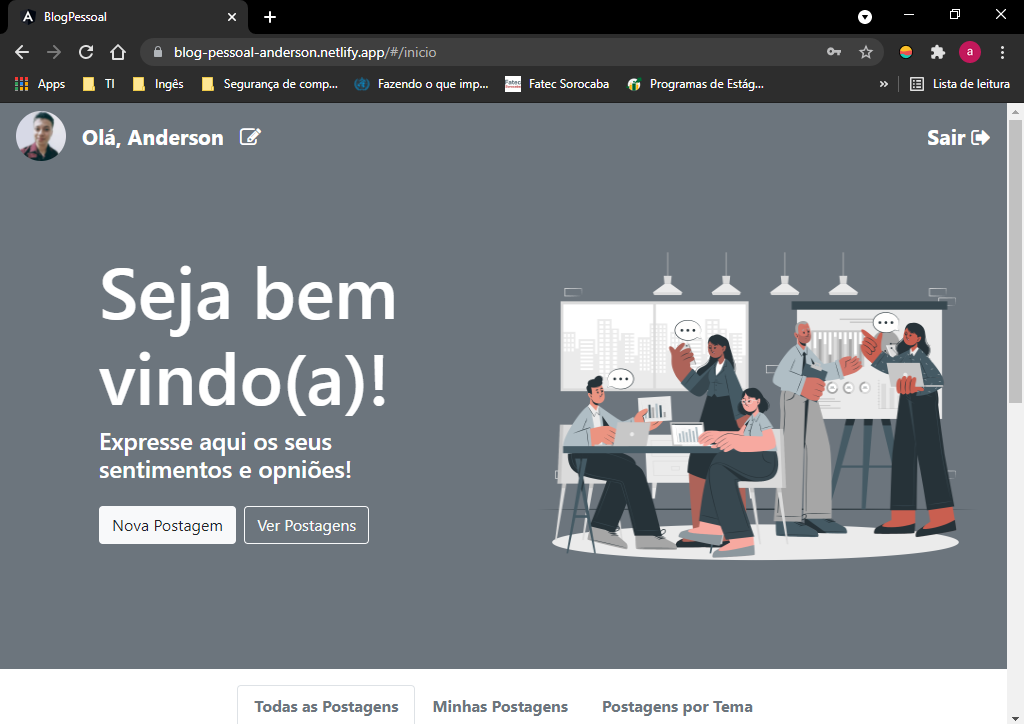 BlogPessoal
blog-pessoal-anderson.netlify.app/#/inicio
a
Apps TI Ingês Segurança de comp... Fazendo o que imp... Fatec Sorocaba Programas de Estág... » Lista de leitura
Olá, Anderson
Sair
Seja bem
vindo(a)!
Expresse aqui os seus
sentimentos e opniões!
Nova Postagem Ver Postagens
Todas as Postagens Minhas Postagens Postagens por Tema